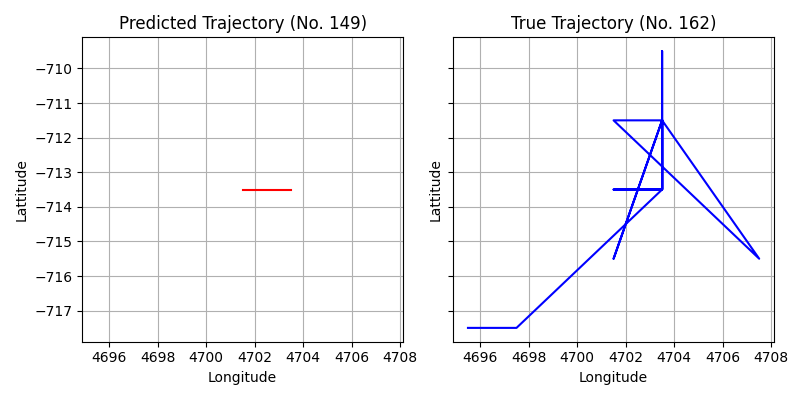 Predicted Trajectory (No. 149)
True Trajectory (No. 162)
Lattitude
−710
−711
−712
−713
−714
−715
−716
−717
4696 4698 4700 4702 4704 4706 4708
Longitude
Lattitude
4696 4698 4700 4702 4704 4706 4708
Longitude